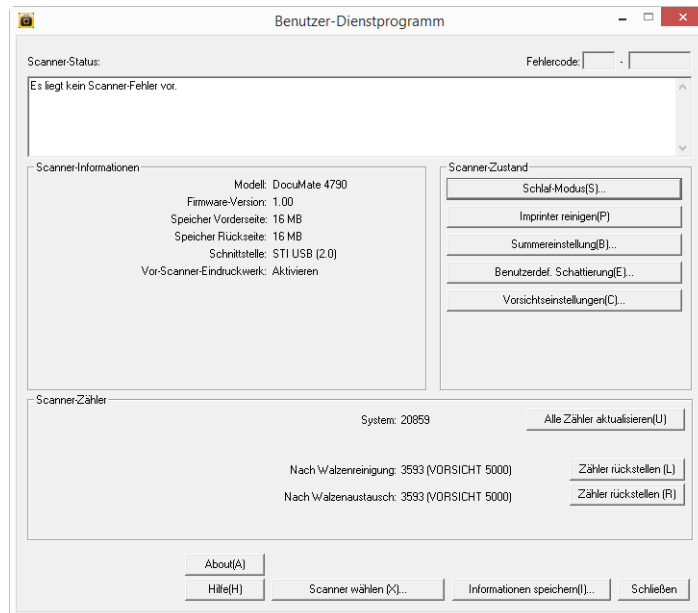 Benutzer-Dienstprogramm
Scanner-Status:
Fehlercode: -
Es liegt kein Scanner-Fehler vor.
Scanner-Informationen
Modell: DocuMate 4790
Firmware-Version: 1.00
Speicher Vorderseite: 16 MB
Speicher Rückseite: 16 MB
Schnittstelle: STI USB (2.0)
Vor-Scanner-Eindruckwerk: Aktivieren
Scanner-Zustand
Schlaf-Modus(S)...
Imprinter reinigen(P)
Summereinstellung(B)...
Benutzerdef. Schattierung(E)...
Vorsichtseinstellungen(C)...
Scanner-Zähler
System: 20859
Alle Zähler aktualisieren(U)
Nach Walzenreinigung: 3593 (VORSICHT 5000)
Zähler rückstellen (L)
Nach Walzenaustausch: 3593 (VORSICHT 5000)
Zähler rückstellen (R)
About(A)
Hilfe(H)
Scanner wählen (X)...
Informationen speichern(I)...
Schließen